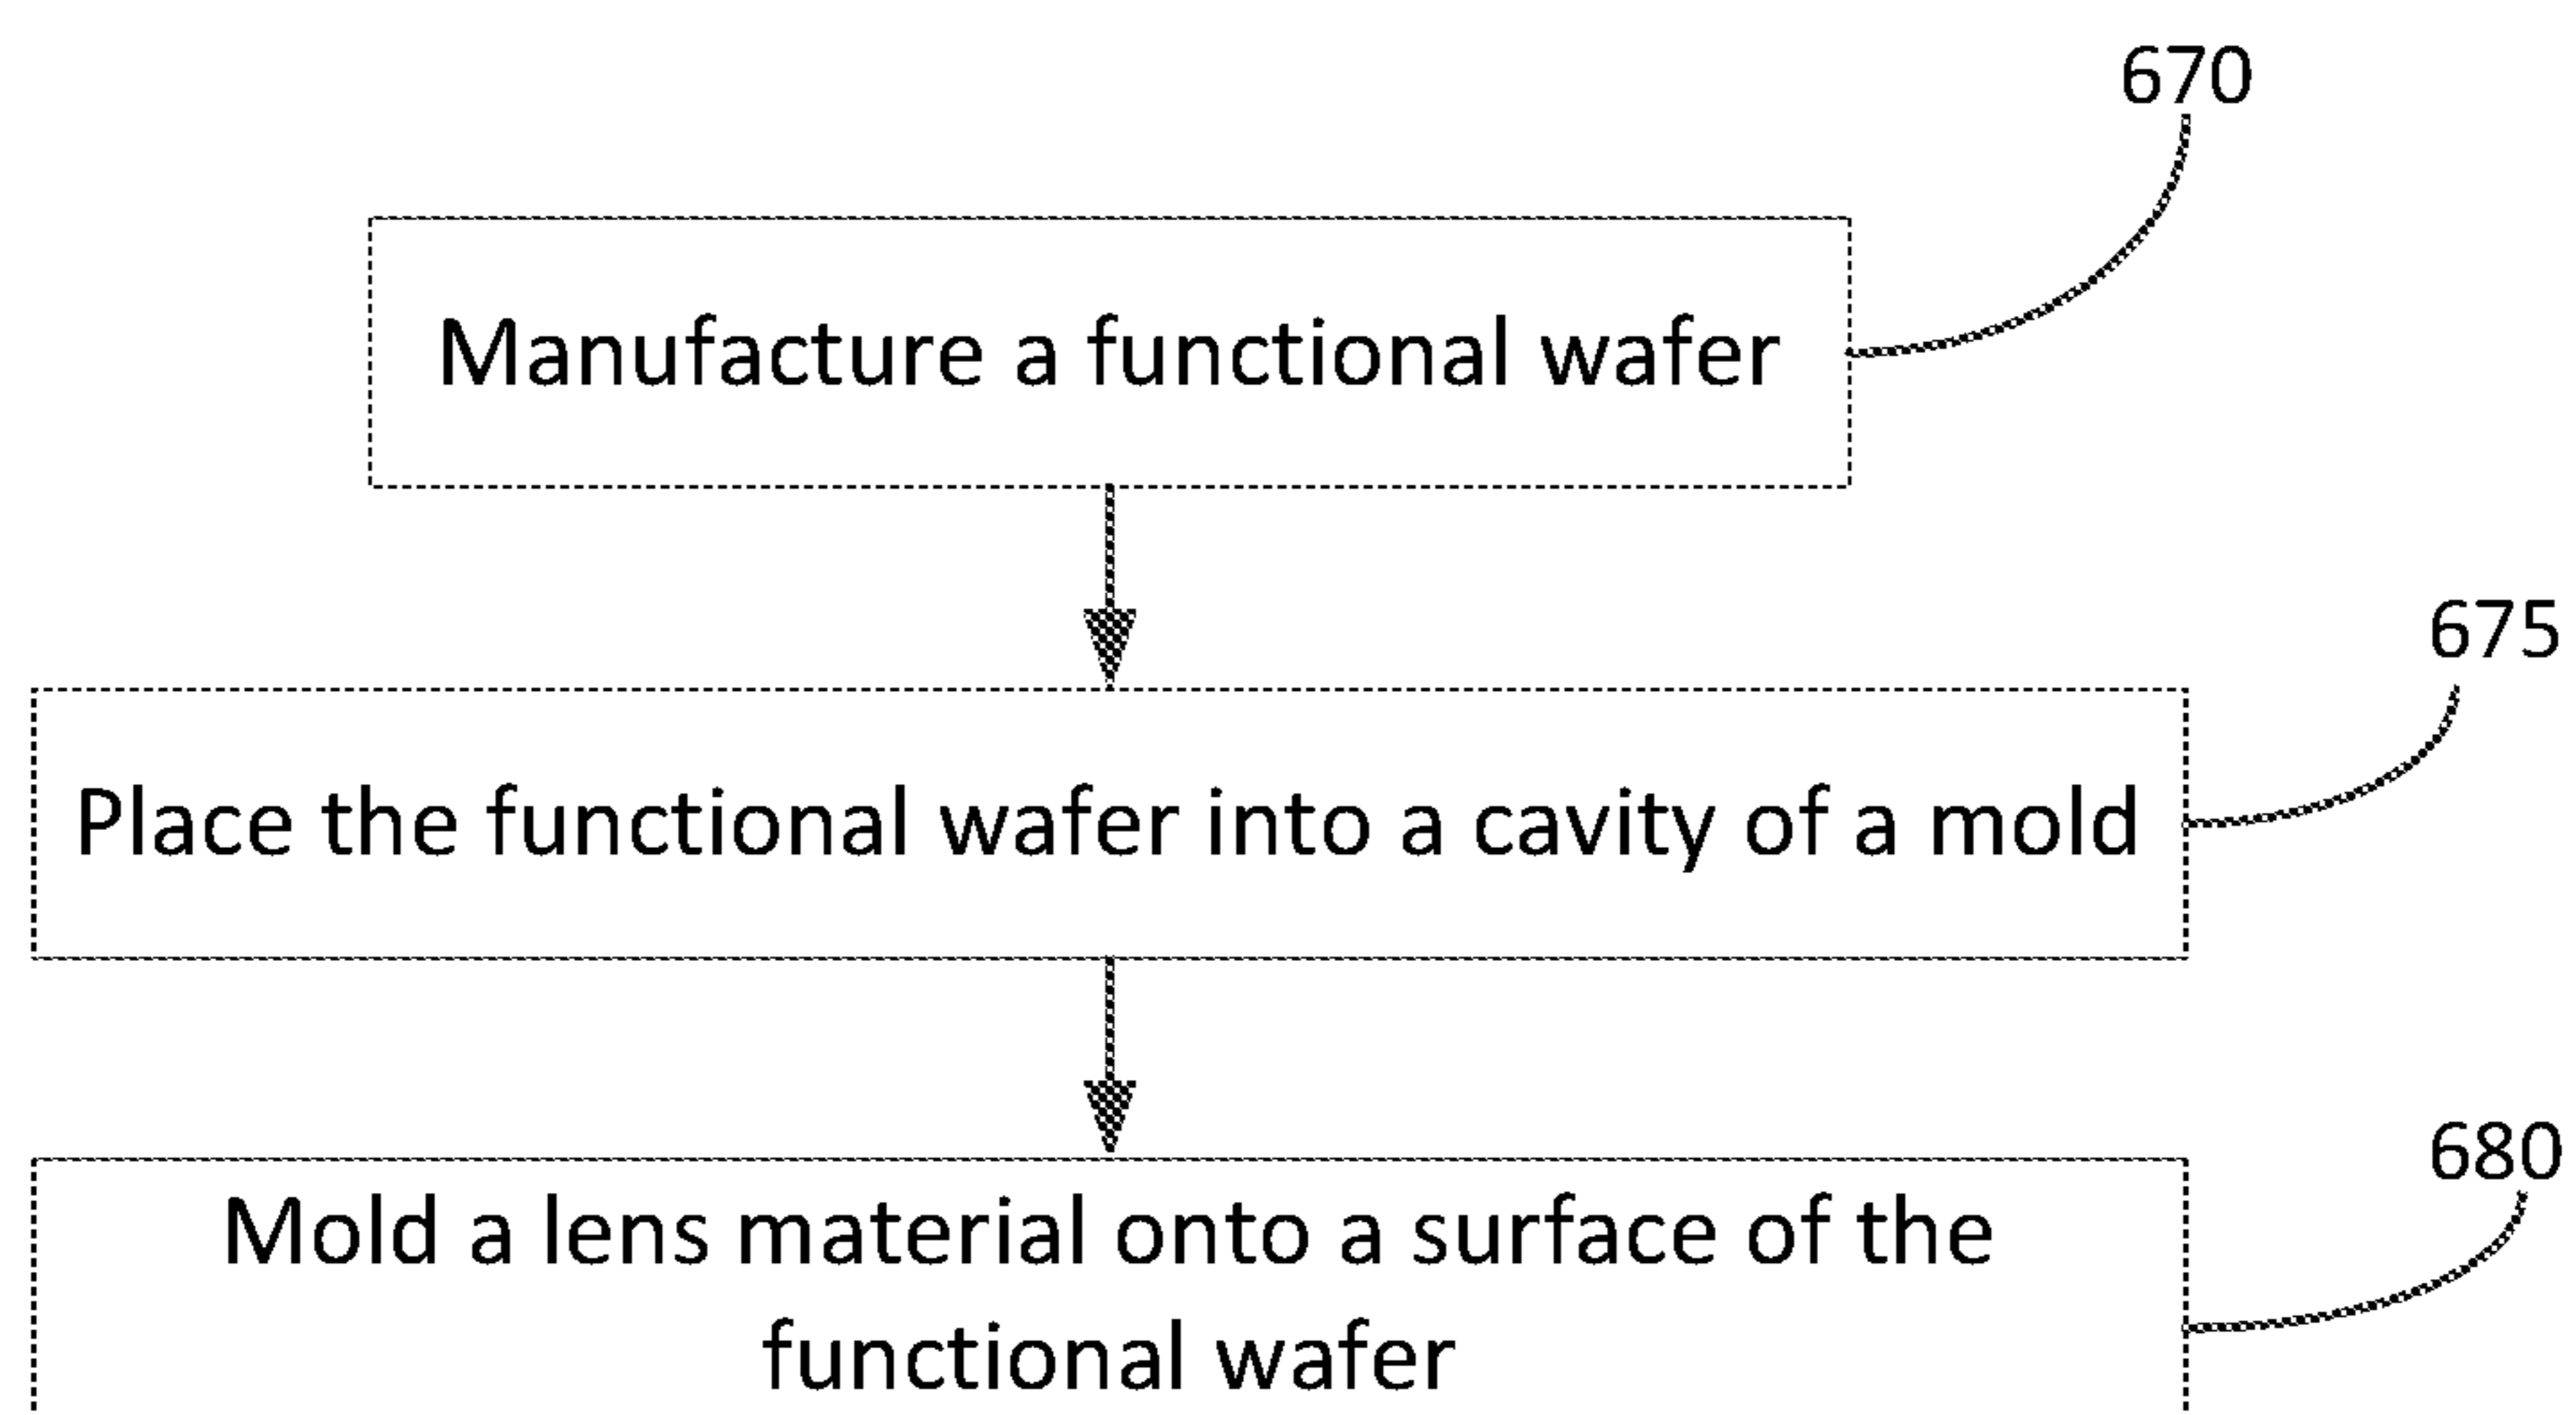 670
Manufacture a functional wafer
675
Place the functional wafer into a cavity of a mold
680
Mold a lens material onto a surface of the
functional wafer